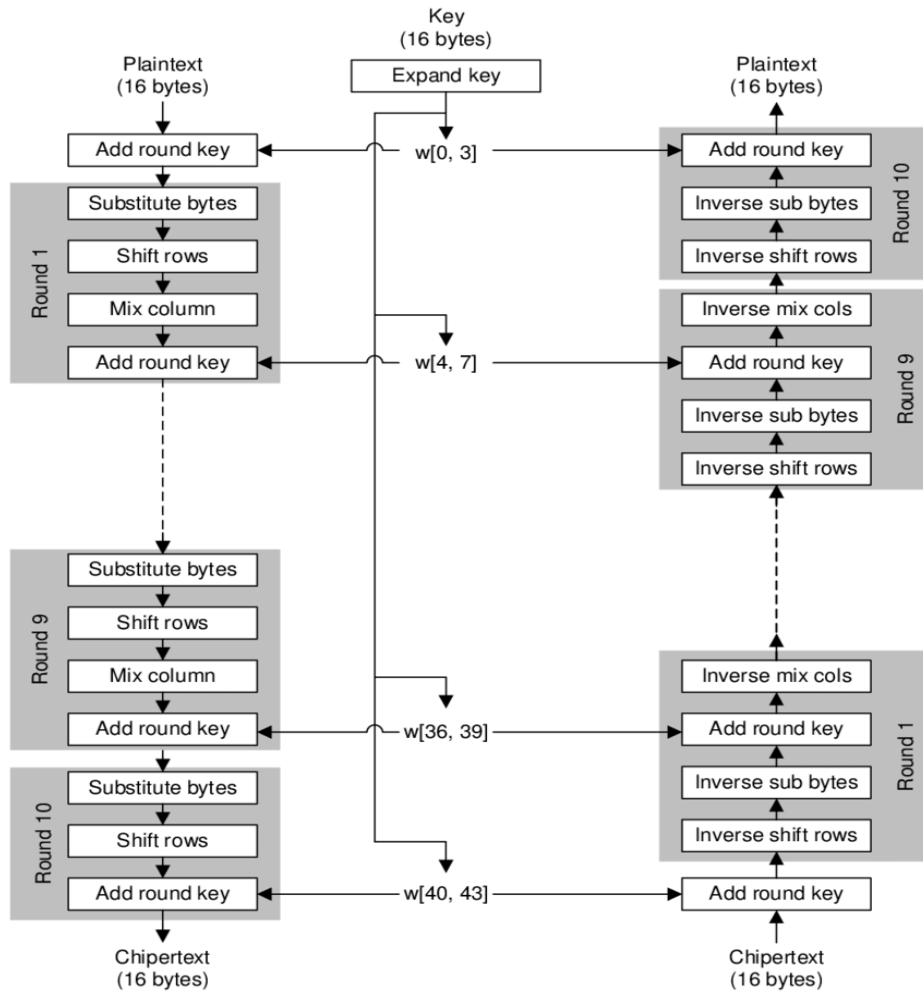 Key
(16 bytes)
Expand key
Plaintext
(16 bytes)
Add round key
Round 1
Substitute bytes
Shift rows
Mix column
Add round key
Round 9
Substitute bytes
Shift rows
Mix column
Add round key
Round 10
Substitute bytes
Shift rows
Add round key
Chipertext
(16 bytes)
w[0, 3]
w[4, 7]
w[36, 39]
w[40, 43]
Plaintext
(16 bytes)
Add round key
Inverse sub bytes
Inverse shift rows
Round 10
Inverse mix cols
Add round key
Inverse sub bytes
Inverse shift rows
Round 9
Inverse mix cols
Add round key
Inverse sub bytes
Inverse shift rows
Round 1
Add round key
Chipertext
(16 bytes)